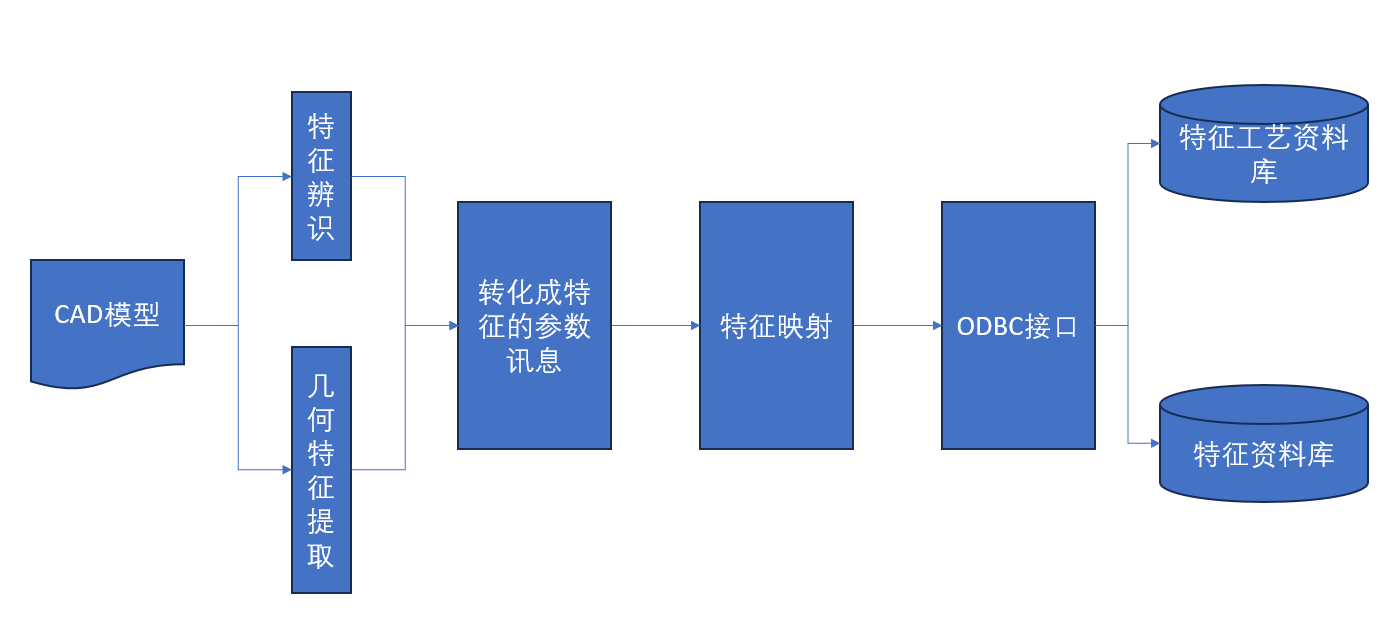 CAD模型
特
征
辨
识
几
何
特
征
提
取
转化成特
征的参数
讯息
特征映射
ODBC接口
特征工艺资料
库
特征资料库